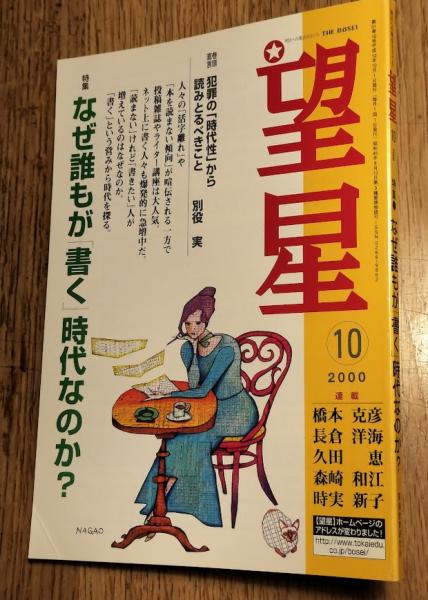 THE BOSEI
望星
10
2000
連載
橋本克彦
長倉洋海
久田恵
森崎和江
時実新子
【望星】ホームページの
アドレスが変わりました!
http://www.tokaiedu.
co.jp/bosei/
巻頭
直言
犯罪の「時代性」から
読みとるべきこと
別役 実
人々の「活字離れ」や
「本を読まない傾向」が喧伝される一方で
投稿雑誌やライター講座は大人気。
ネット上に書く人々も爆発的に急増中だ。
「読まない」けれど「書きたい」人が
増えているのはなぜなのか。
「書く」という営みから時代を探る。
特集
なぜ誰もが「書く」時代なのか?
NAGAO
望星
なぜ誰もが「書く」時代なのか?